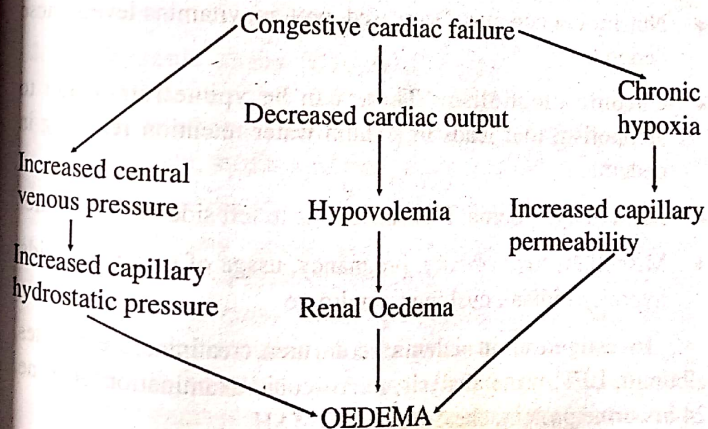 Congestive cardiac failure
Decreased cardiac output
Chronic
hypoxia
Increased central
venous pressure
Hypovolemia
Increased capillary
permeability
Increased capillary
hydrostatic pressure
Renal Oedema
OEDEMA